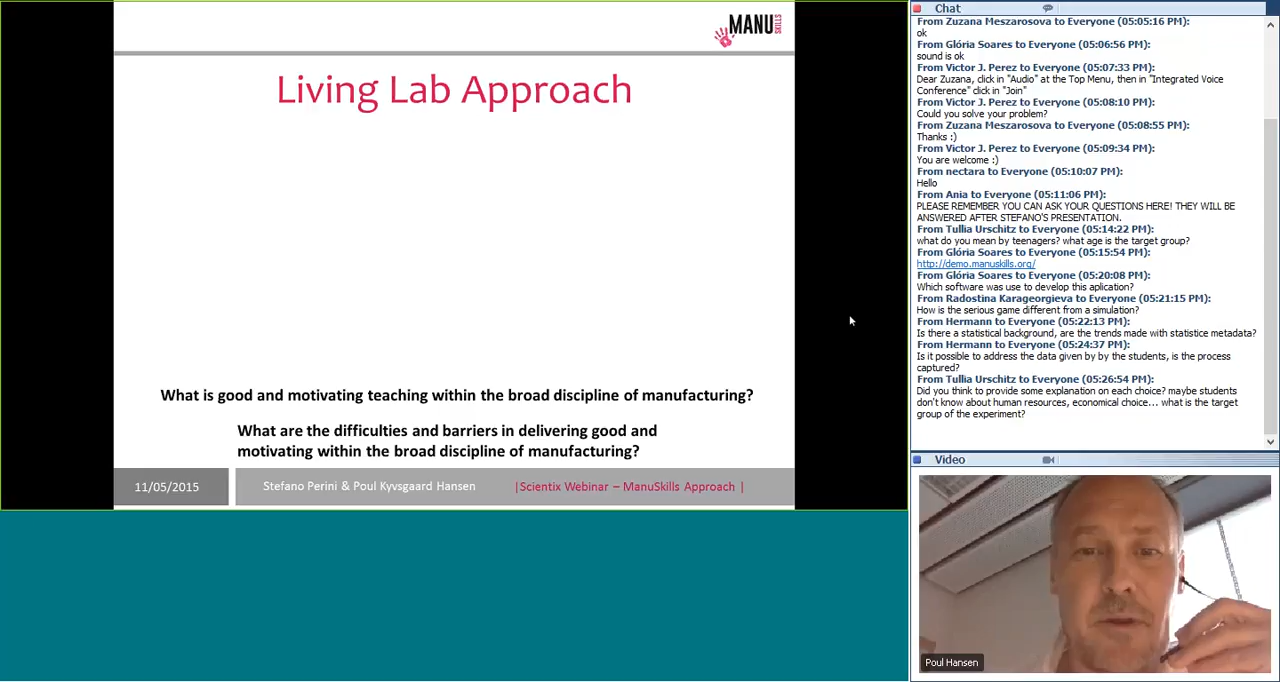 MANU
SKILLS
Living Lab Approach
What is good and motivating teaching within the broad discipline of manufacturing?
What are the difficulties and barriers in delivering good and
motivating within the broad discipline of manufacturing?
11/05/2015
Stefano Perini & Poul Kyvsgaard Hansen
|Scientix Webinar – ManuSkills Approach |
Chat
From Zuzana Meszarosova to Everyone (05:05:16 PM):
ok
From Glória Soares to Everyone (05:06:56 PM):
sound is ok
From Victor J. Perez to Everyone (05:07:33 PM):
Dear Zuzana, click in "Audio" at the Top Menu, then in "Integrated Voice
Conference" click in "Join"
From Victor J. Perez to Everyone (05:08:10 PM):
Could you solve your problem?
From Zuzana Meszarosova to Everyone (05:08:55 PM):
Thanks :)
From Victor J. Perez to Everyone (05:09:34 PM):
You are welcome :)
From nectara to Everyone (05:10:07 PM):
Hello
From Ania to Everyone (05:11:06 PM):
PLEASE REMEMBER YOU CAN ASK YOUR QUESTIONS HERE! THEY WILL BE
ANSWERED AFTER STEFANO'S PRESENTATION.
From Tullia Urschitz to Everyone (05:14:22 PM):
what do you mean by teenagers? what age is the target group?
From Glória Soares to Everyone (05:15:54 PM):
http://demo.manuskills.org/
From Glória Soares to Everyone (05:20:08 PM):
Which software was use to develop this aplication?
From Radostina Karageorgieva to Everyone (05:21:15 PM):
How is the serious game different from a simulation?
From Hermann to Everyone (05:22:13 PM):
Is there a statistical background, are the trends made with statistice metadata?
From Hermann to Everyone (05:24:37 PM):
Is it possible to address the data given by by the students, is the process
captured?
From Tullia Urschitz to Everyone (05:26:54 PM):
Did you think to provide some explanation on each choice? maybe students
don't know about human resources, economical choice... what is the target
group of the experiment?
Video
Poul Hansen